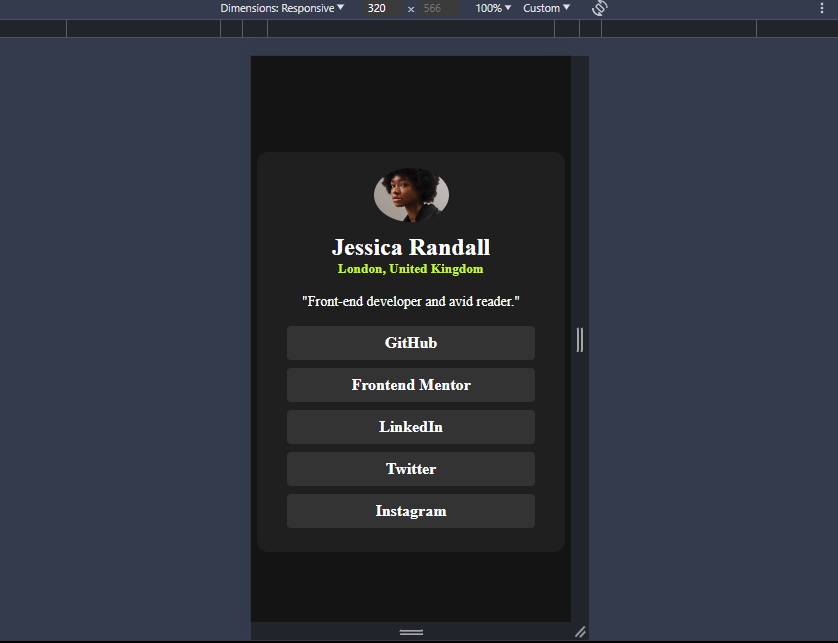 Dimensions: Responsive 320 × 566 100% Custom
Jessica Randall
London, United Kingdom
"Front-end developer and avid reader."
GitHub
Frontend Mentor
LinkedIn
Twitter
Instagram